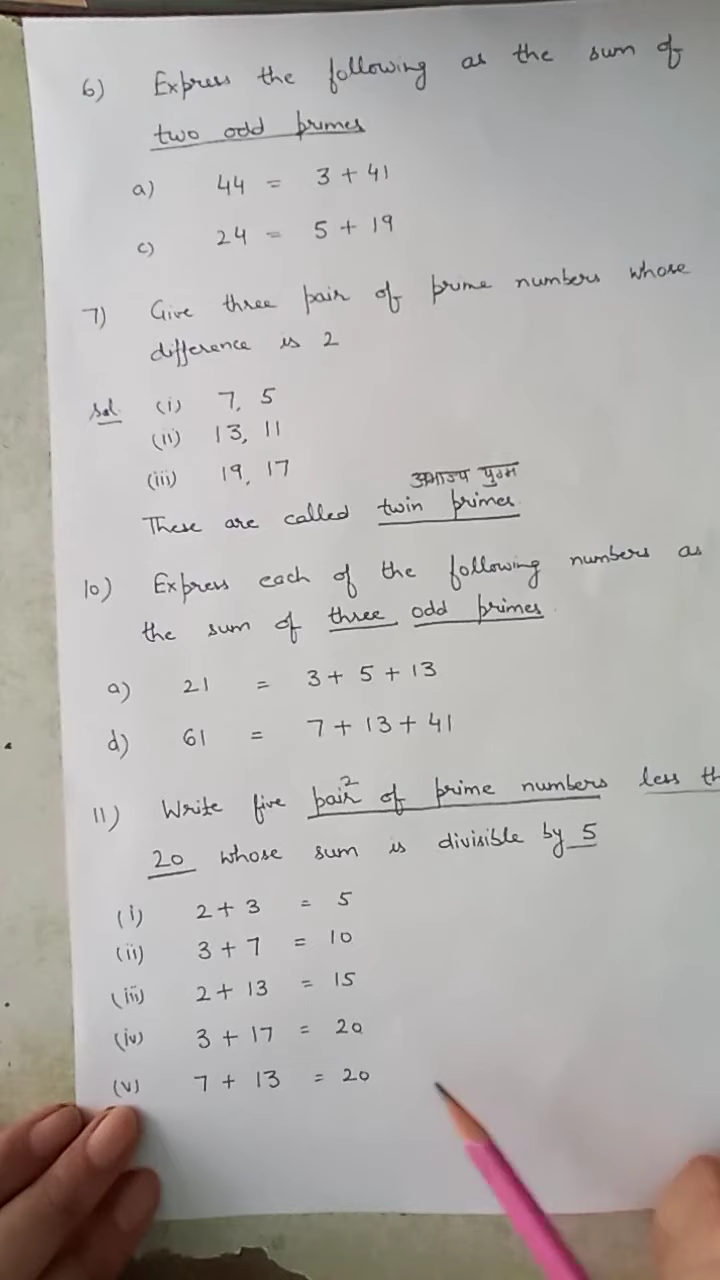 6) Express the following as the sum of
two odd primes
a) 44 = 3 + 41
c) 24 = 5 + 19
7) Give three pair of prime numbers whose
difference is 2
Sol. (i) 7, 5
(ii) 13, 11
(iii) 19, 17
अभाज्य युग्म
These are called twin primes.
10) Express each of the following numbers as
the sum of three odd primes.
a) 21 = 3 + 5 + 13
d) 61 = 7 + 13 + 41
2
11) Write five pair of prime numbers less th
20 whose sum is divisible by 5
(i) 2 + 3 = 5
(ii) 3 + 7 = 10
(iii) 2 + 13 = 15
(iv) 3 + 17 = 20
(v) 7 + 13 = 20